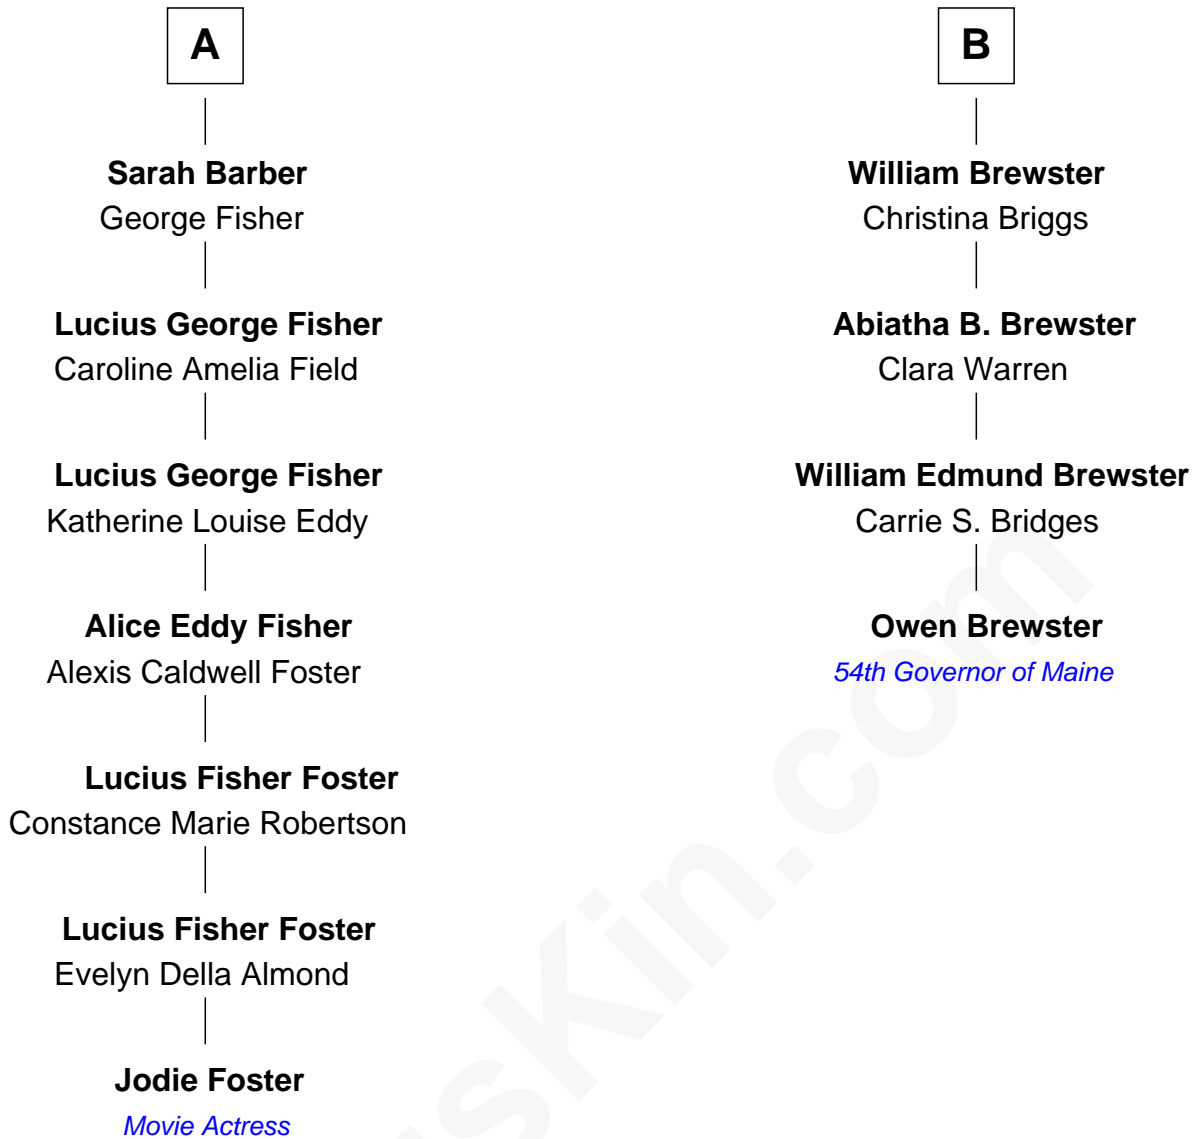 A
Sarah Barber
George Fisher
Lucius George Fisher
Caroline Amelia Field
Lucius George Fisher
Katherine Louise Eddy
Alice Eddy Fisher
Alexis Caldwell Foster
Lucius Fisher Foster
Constance Marie Robertson
Lucius Fisher Foster
Evelyn Della Almond
Jodie Foster
Movie Actress
B
William Brewster
Christina Briggs
Abiatha B. Brewster
Clara Warren
William Edmund Brewster
Carrie S. Bridges
Owen Brewster
54th Governor of Maine
sKin.com